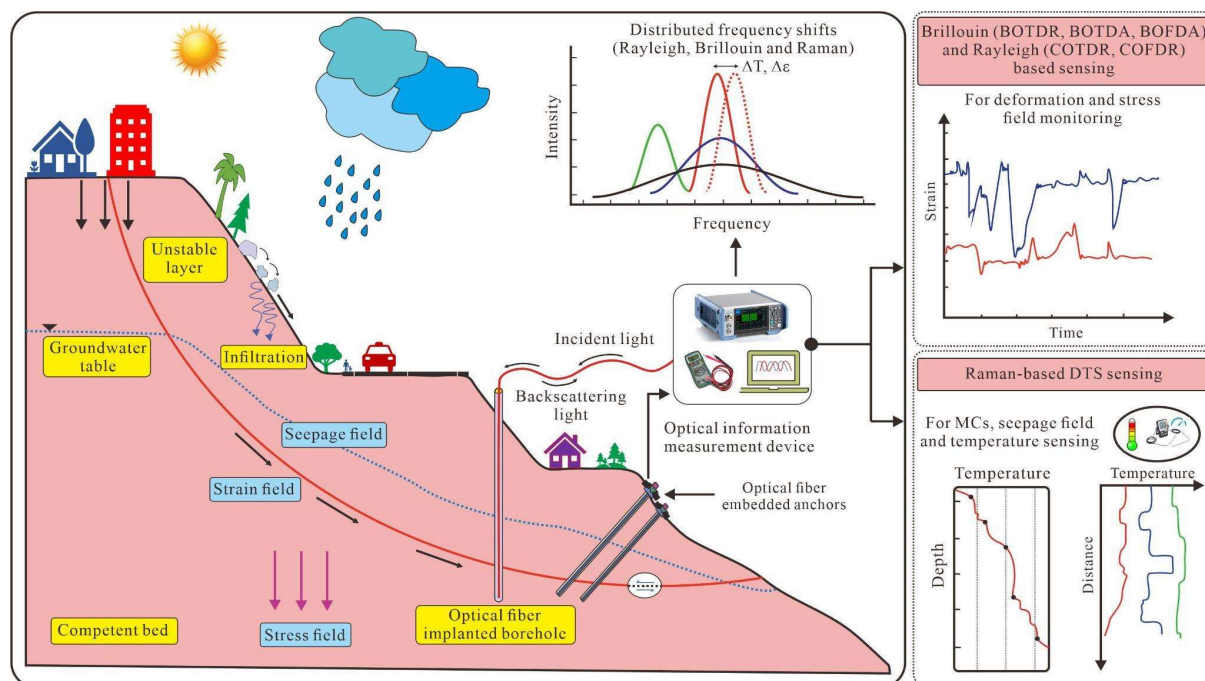 Distributed frequency shifts
(Rayleigh, Brillouin and Raman)
ΔT, Δε
Intensity
Frequency
Unstable
layer
Groundwater
table
Infiltration
Incident light
Backscattering
light
Seepage field
Strain field
Optical information
measurement device
Optical fiber
embedded anchors
Competent bed
Stress field
Optical fiber
implanted borehole
Brillouin (BOTDR, BOTDA, BOFDA)
and Rayleigh (COTDR, COFDR)
based sensing
For deformation and stress
field monitoring
Strain
Time
Raman-based DTS sensing
For MCs, seepage field
and temperature sensing
Temperature
Depth
Temperature
Distance